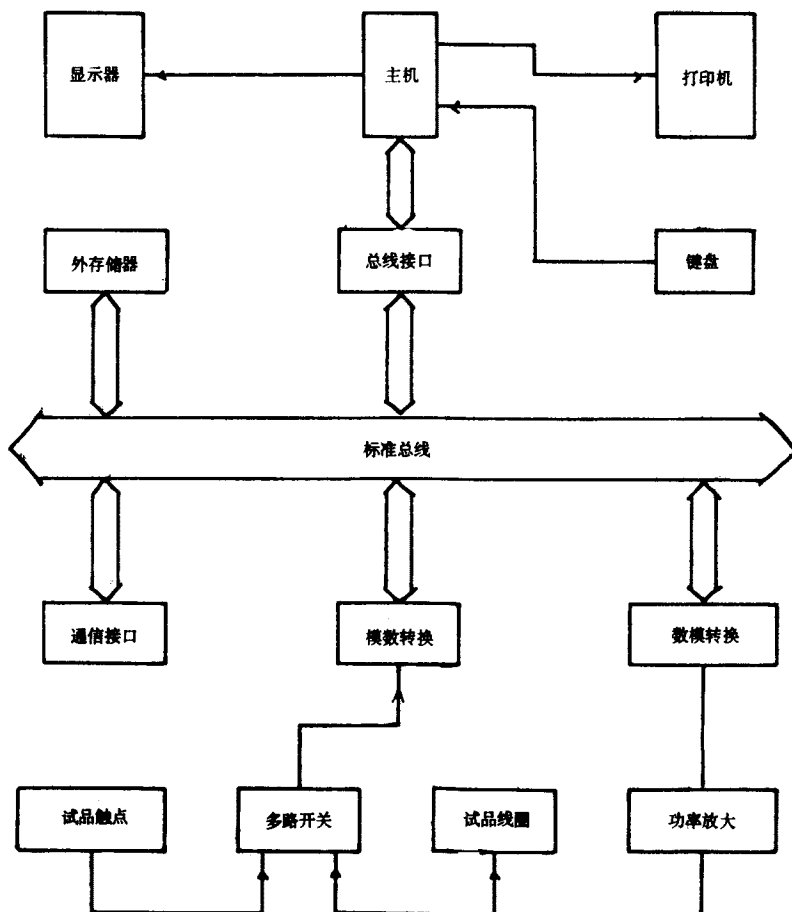 显示器
主机
打印机
外存储器
总线接口
键盘
标准总线
通信接口
模数转换
数模转换
试品触点
多路开关
试品线圈
功率放大